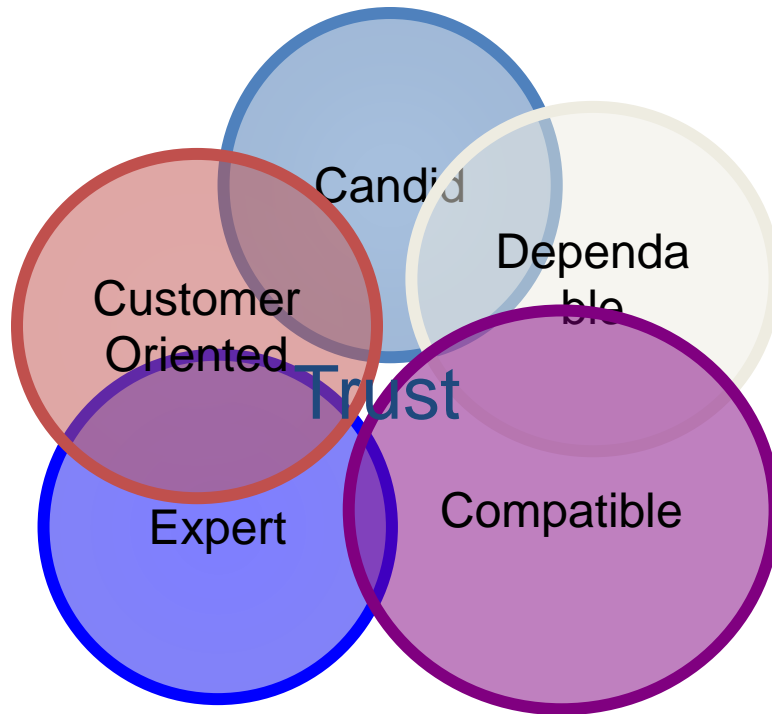 Candid
Dependa
ble
Customer
Oriented
Trust
Compatible
Expert